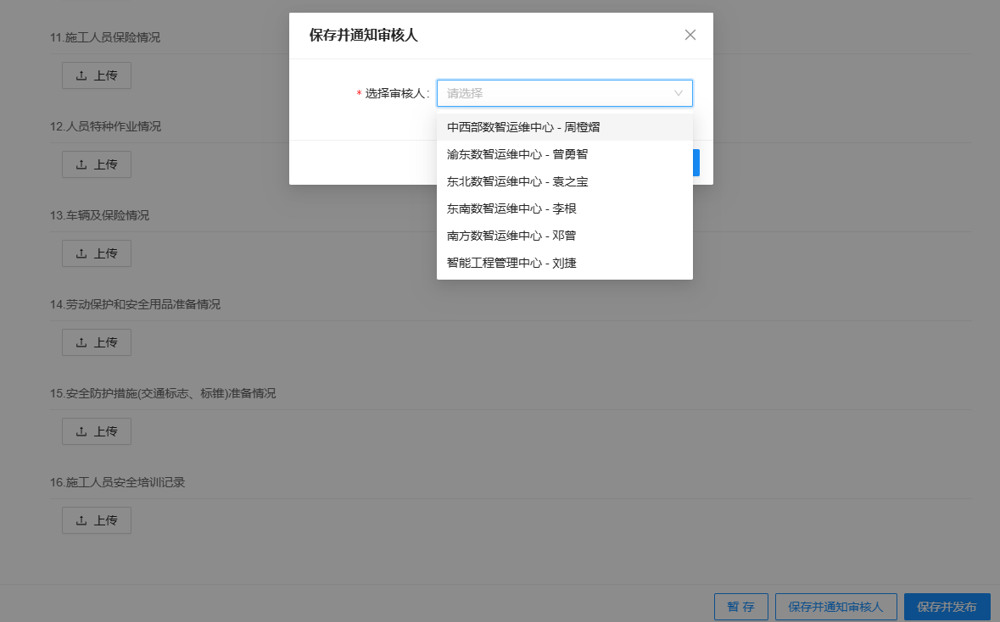 保存并通知审核人
* 选择审核人:
请选择
中西部数智运维中心 - 周橙熠
渝东数智运维中心 - 曾勇智
东北数智运维中心 - 袁之宝
东南数智运维中心 - 李根
南方数智运维中心 - 邓曾
智能工程管理中心 - 刘捷
11.施工人员保险情况
上传
12.人员特种作业情况
上传
13.车辆及保险情况
上传
14.劳动保护和安全用品准备情况
上传
15.安全防护措施(交通标志、标锥)准备情况
上传
16.施工人员安全培训记录
上传
暂 存
保存并通知审核人
保存并发布